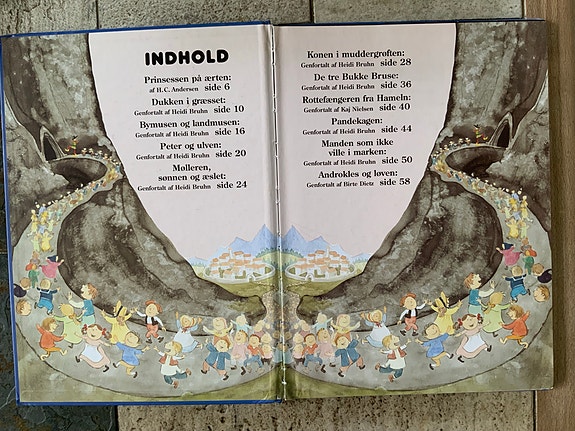 INDHOLD
Prinsessen på ærten:
af H.C. Andersen side 6
Dukken i græsset:
Genfortalt af Heidi Bruhn side 10
Bymusen og landmusen:
Genfortalt af Heidi Bruhn side 16
Peter og ulven:
Genfortalt af Heidi Bruhn side 20
Mølleren,
sønnen og æslet:
Genfortalt af Heidi Bruhn side 24
Konen i muddergrøften:
Genfortalt af Heidi Bruhn side 28
De tre Bukke Bruse:
Genfortalt af Heidi Bruhn side 36
Rottefængeren fra Hameln:
Genfortalt af Kaj Nielsen side 40
Pandekagen:
Genfortalt af Heidi Bruhn side 44
Manden som ikke
ville i marken:
Genfortalt af Heidi Bruhn side 50
Androkles og løven:
Genfortalt af Birte Dietz side 58